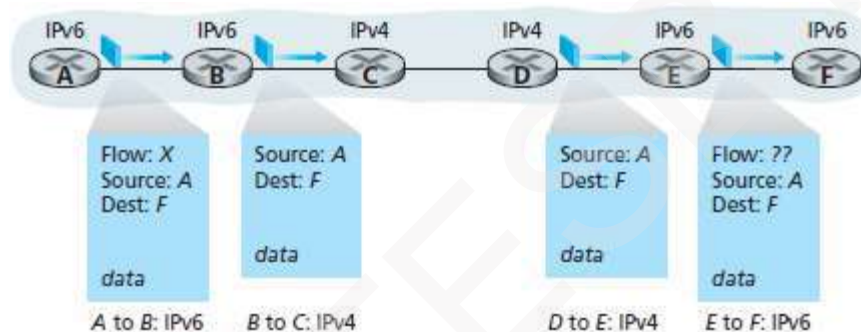 IPv6 IPv6 IPv4 IPv4 IPv6 IPv6
A B C D E F
Flow: X
Source: A
Dest: F
data
Source: A
Dest: F
data
Source: A
Dest: F
data
Flow: ??
Source: A
Dest: F
data
A to B: IPv6 B to C: IPv4 D to E: IPv4 E to F: IPv6